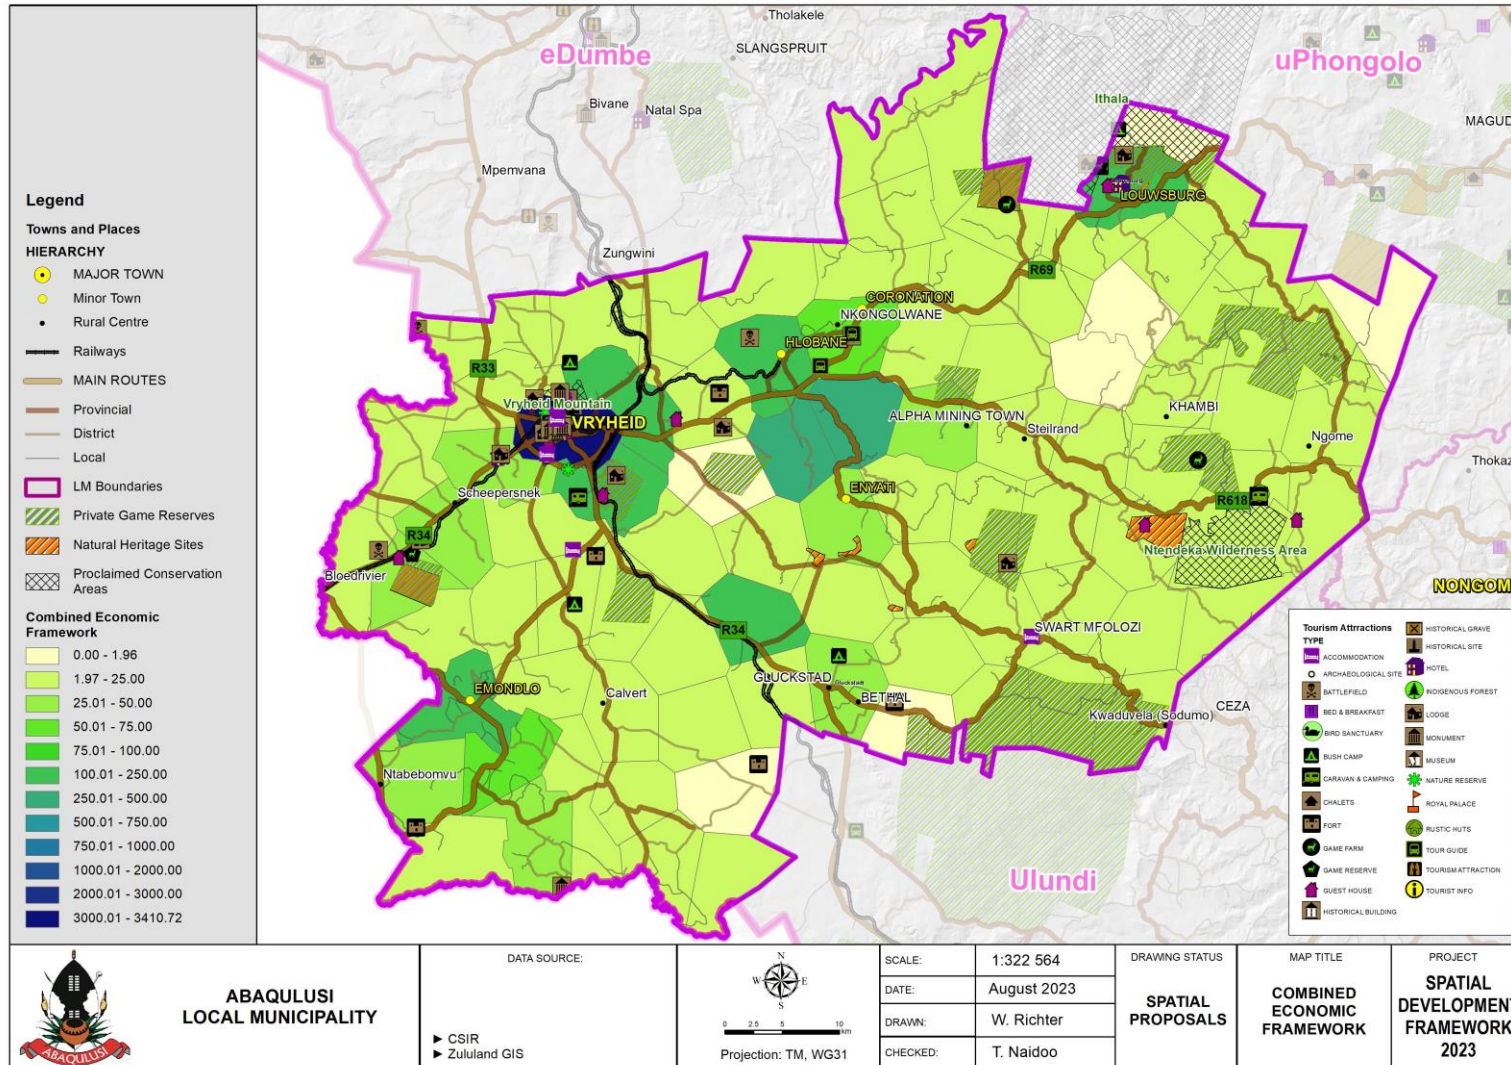 Legend
Towns and Places
HIERARCHY
MAJOR TOWN
Minor Town
Rural Centre
Railways
MAIN ROUTES
Provincial
District
Local
LM Boundaries
Private Game Reserves
Natural Heritage Sites
Proclaimed Conservation
Areas
Combined Economic
Framework
0.00 - 1.96
1.97 - 25.00
25.01 - 50.00
50.01 - 75.00
75.01 - 100.00
100.01 - 250.00
250.01 - 500.00
500.01 - 750.00
750.01 - 1000.00
1000.01 - 2000.00
2000.01 - 3000.00
3000.01 - 3410.72
Tholakele
SLANGSPRUIT
eDumbe
uPhongolo
Bivane
Natal Spa
Ithala
MAGUD
Mpemvana
LOUWSBURG
Zungwini
R69
CORONATION
NKONGOLWANE
HLOBANE
R33
Vryheid Mountain
VRYHEID
ALPHA MINING TOWN
KHAMBI
Steilrand
Ngome
Thokaz
Scheepersnek
ENYATI
R618
R34
Ntendeka Wilderness Area
Bloedrivier
NONGOM
R34
SWART MFOLOZI
GLUCKSTAD
Gluckstadt
BETHAL
EMONDLO
Calvert
Kwaduvela (Sodumo)
CEZA
Ntabebomvu
Ulundi
Tourism Attrractions
TYPE
ACCOMMODATION
ARCHAEOLOGICAL SITE
BATTLEFIELD
BED & BREAKFAST
BIRD SANCTUARY
BUSH CAMP
CARAVAN & CAMPING
CHALETS
FORT
GAME FARM
GAME RESERVE
GUEST HOUSE
HISTORICAL BUILDING
HISTORICAL GRAVE
HISTORICAL SITE
HOTEL
INDIGENOUS FOREST
LODGE
MONUMENT
MUSEUM
NATURE RESERVE
ROYAL PALACE
RUSTIC HUTS
TOUR GUIDE
TOURISM ATTRACTION
TOURIST INFO
ABAQULUSI
ABAQULUSI
LOCAL MUNICIPALITY
DATA SOURCE:
► CSIR
► Zululand GIS
N
W E
S
0 2.5 5 10
km
Projection: TM, WG31
SCALE: 1:322 564
DATE: August 2023
DRAWN: W. Richter
CHECKED: T. Naidoo
DRAWING STATUS
SPATIAL
PROPOSALS
MAP TITLE
COMBINED
ECONOMIC
FRAMEWORK
PROJECT
SPATIAL
DEVELOPMENT
FRAMEWORK
2023